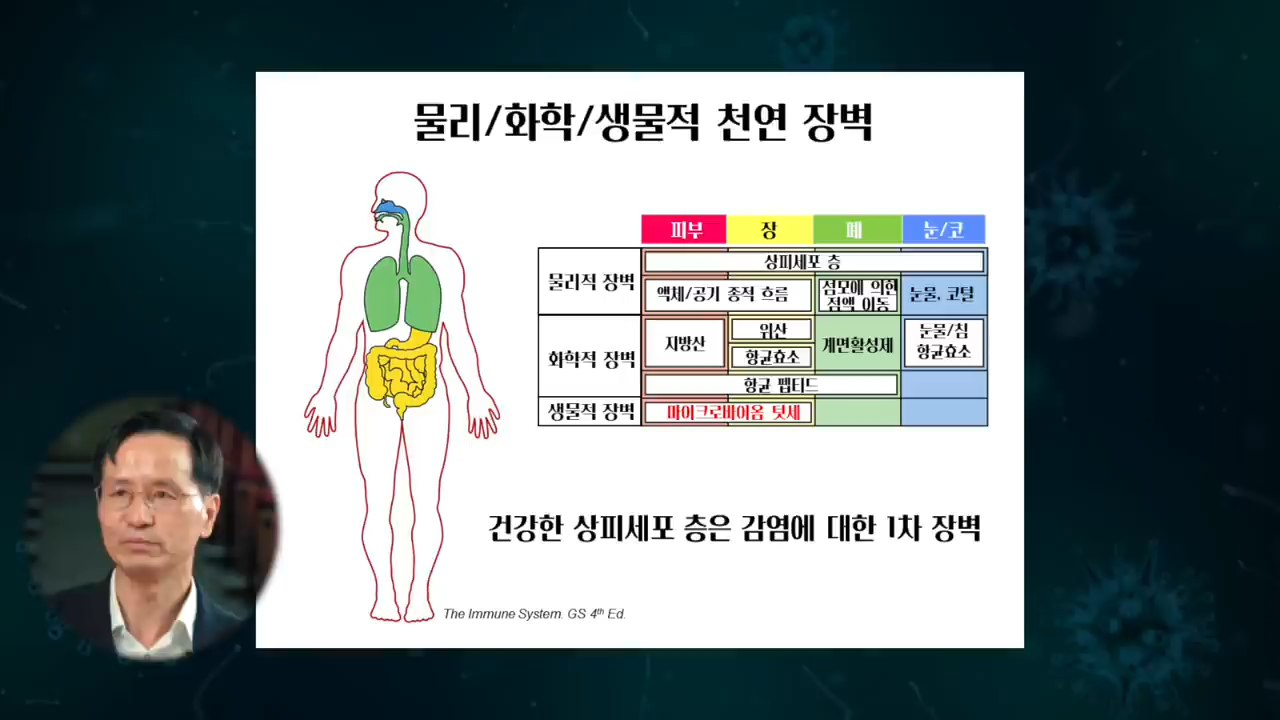 물리/화학/생물적 천연 장벽
피부 장 폐 눈/코
물리적 장벽
상피세포 층
액체/공기 종적 흐름
섬모에 의한
점액 이동
눈물, 코털
화학적 장벽
지방산
위산
항균효소
계면활성제
눈물/침
항균효소
항균 펩티드
생물적 장벽
마이크로바이옴 텃세
건강한 상피세포 층은 감염에 대한 1차 장벽
The Immune System. GS 4th Ed.